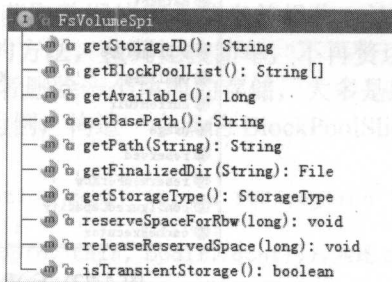 FsVolumeSpi
getStorageID(): String
getBlockPoolList(): String[]
getAvailable(): long
getBasePath(): String
getPath(String): String
getFinalizedDir(String): File
getstorageType(): StorageType
reserveSpaceForRbw(long): void
releaseReservedSpace(long): void
isTransientStorage(): boolean